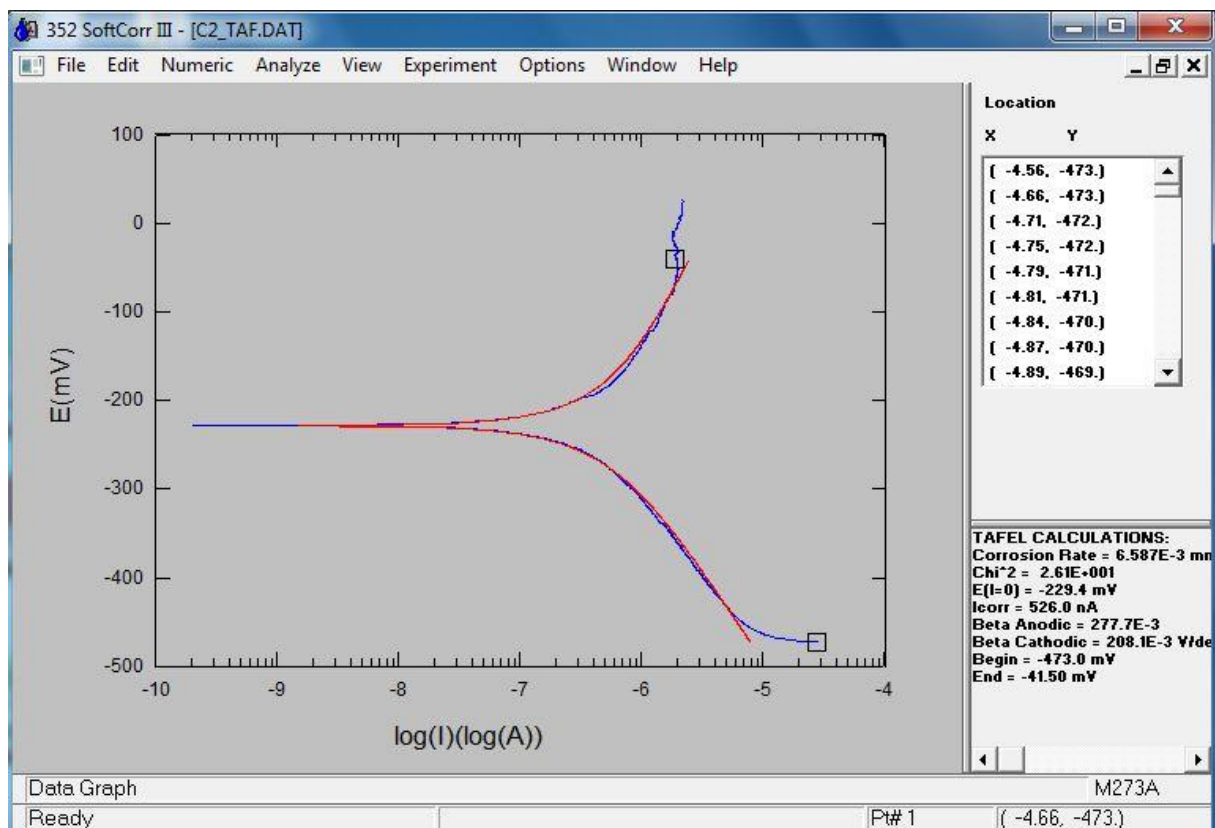 352 SoftCorr III - [C2_TAF.DAT]
File Edit Numeric Analyze View Experiment Options Window Help
Location
X Y
( -4.56, -473.)
( -4.66, -473.)
( -4.71, -472.)
( -4.75, -472.)
( -4.79, -471.)
( -4.81, -471.)
( -4.84, -470.)
( -4.87, -470.)
( -4.89, -469.)
100
0
-100
-200
-300
-400
-500
E(mV)
-10 -9 -8 -7 -6 -5 -4
log(I)(log(A))
TAFEL CALCULATIONS:
Corrosion Rate = 6.587E-3 mm
Chi^2 = 2.61E+001
E(I=0) = -229.4 mV
Icorr = 526.0 nA
Beta Anodic = 277.7E-3
Beta Cathodic = 208.1E-3 V/de
Begin = -473.0 mV
End = -41.50 mV
Data Graph M273A
Ready Pt# 1 ( -4.66, -473.)